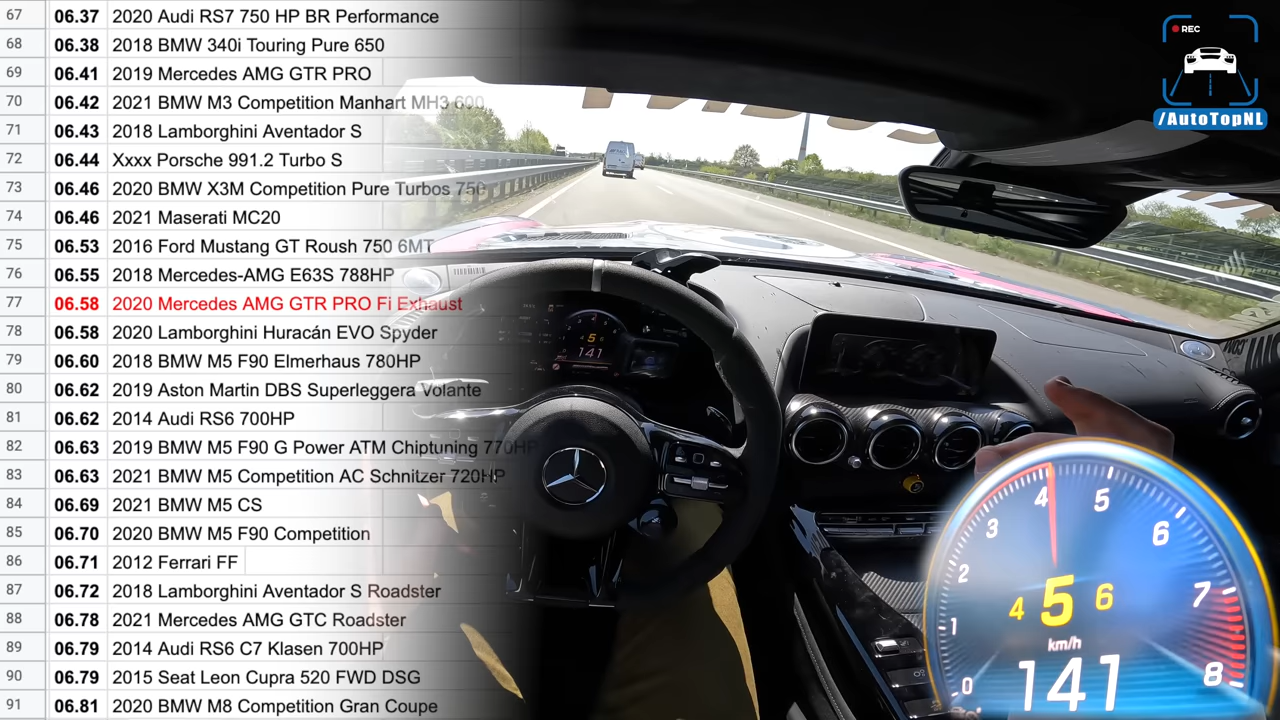 67 06.37 2020 Audi RS7 750 HP BR Performance
68 06.38 2018 BMW 340i Touring Pure 650
69 06.41 2019 Mercedes AMG GTR PRO
70 06.42 2021 BMW M3 Competition Manhart MH3 600
71 06.43 2018 Lamborghini Aventador S
72 06.44 Xxxx Porsche 991.2 Turbo S
73 06.46 2020 BMW X3M Competition Pure Turbos 750
74 06.46 2021 Maserati MC20
75 06.53 2016 Ford Mustang GT Roush 750 6MT
76 06.55 2018 Mercedes-AMG E63S 788HP
77 06.58 2020 Mercedes AMG GTR PRO Fi Exhaust
78 06.58 2020 Lamborghini Huracán EVO Spyder
79 06.60 2018 BMW M5 F90 Elmerhaus 780HP
80 06.62 2019 Aston Martin DBS Superleggera Volante
81 06.62 2014 Audi RS6 700HP
82 06.63 2019 BMW M5 F90 G Power ATM Chiptuning 770HP
83 06.63 2021 BMW M5 Competition AC Schnitzer 720HP
84 06.69 2021 BMW M5 CS
85 06.70 2020 BMW M5 F90 Competition
86 06.71 2012 Ferrari FF
87 06.72 2018 Lamborghini Aventador S Roadster
88 06.78 2021 Mercedes AMG GTC Roadster
89 06.79 2014 Audi RS6 C7 Klasen 700HP
90 06.79 2015 Seat Leon Cupra 520 FWD DSG
91 06.81 2020 BMW M8 Competition Gran Coupe
REC
/AutoTopNL
5
141
0 1 2 3 4 5 6 7 8
4 5 6
km/h
141